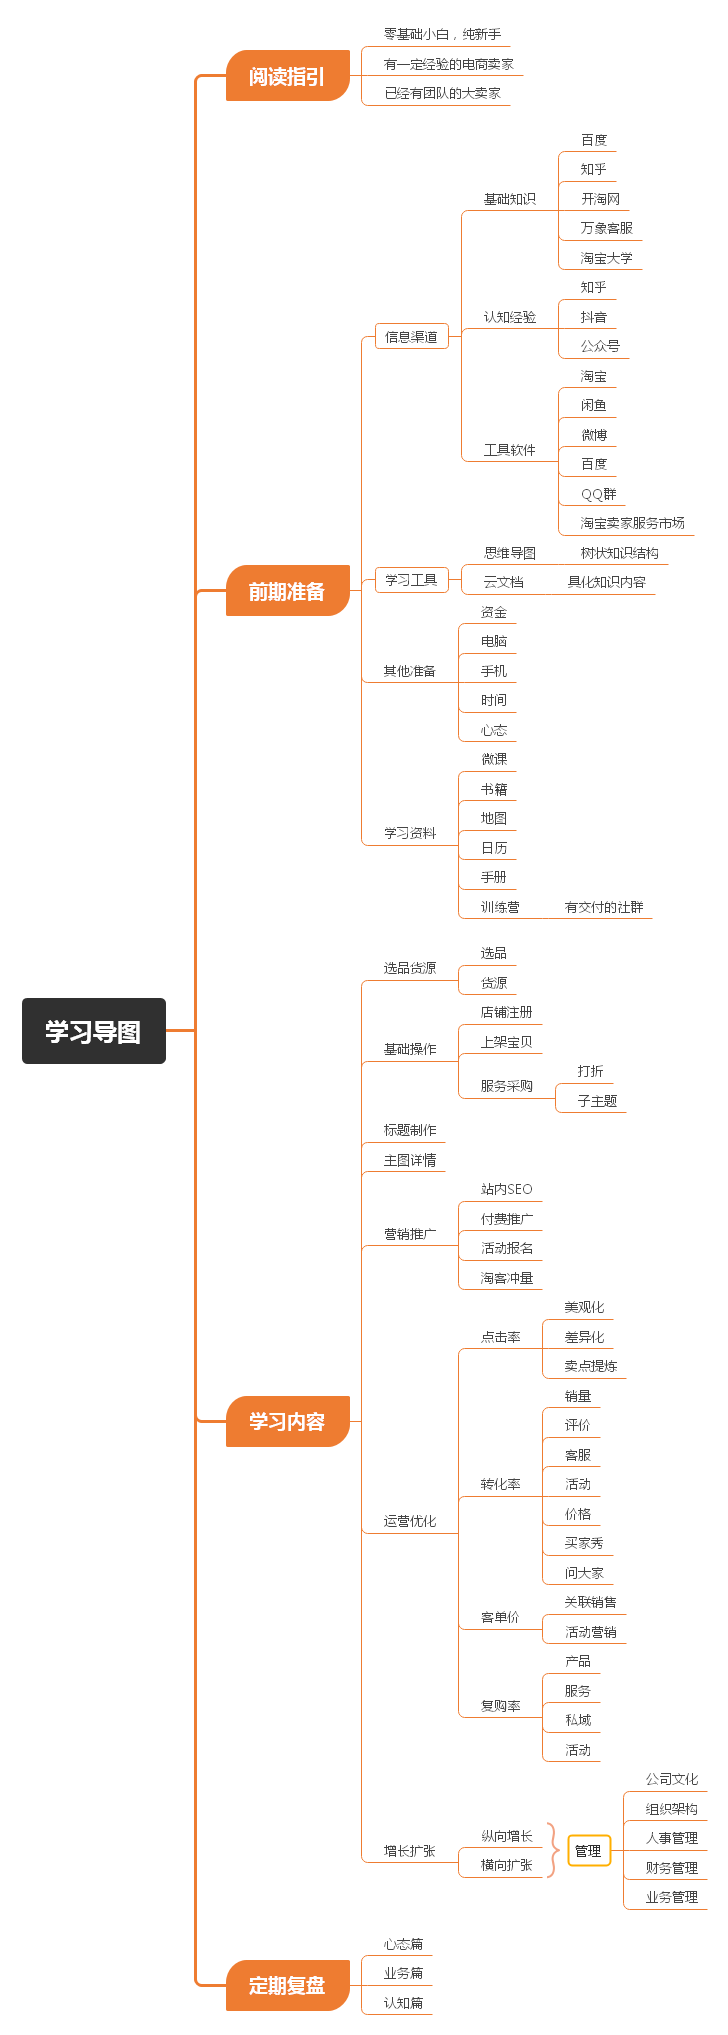 学习导图
阅读指引
零基础小白，纯新手
有一定经验的电商卖家
已经有团队的大卖家
前期准备
信息渠道
基础知识
百度
知乎
开淘网
万象客服
淘宝大学
认知经验
知乎
抖音
公众号
工具软件
淘宝
闲鱼
微博
百度
QQ群
淘宝卖家服务市场
学习工具
思维导图
树状知识结构
云文档
具化知识内容
其他准备
资金
电脑
手机
时间
心态
学习资料
微课
书籍
地图
日历
手册
训练营
有交付的社群
学习内容
选品货源
选品
货源
基础操作
店铺注册
上架宝贝
服务采购
打折
子主题
标题制作
主图详情
营销推广
站内SEO
付费推广
活动报名
淘客冲量
运营优化
点击率
美观化
差异化
卖点提炼
转化率
销量
评价
客服
活动
价格
买家秀
问大家
客单价
关联销售
活动营销
复购率
产品
服务
私域
活动
增长扩张
纵向增长
横向扩张
管理
公司文化
组织架构
人事管理
财务管理
业务管理
定期复盘
心态篇
业务篇
认知篇